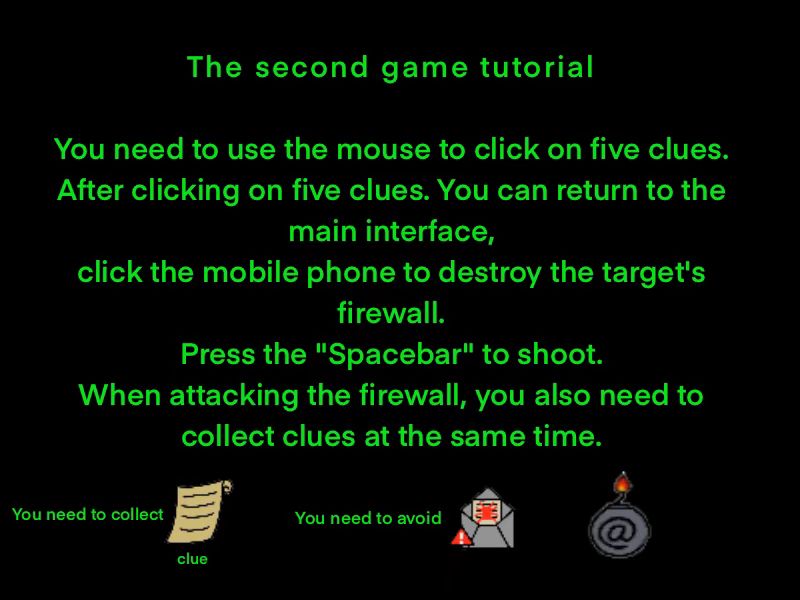 The second game tutorial
You need to use the mouse to click on five clues.
After clicking on five clues. You can return to the
main interface,
click the mobile phone to destroy the target's
firewall.
Press the "Spacebar" to shoot.
When attacking the firewall, you also need to
collect clues at the same time.
You need to collect
clue
You need to avoid
@